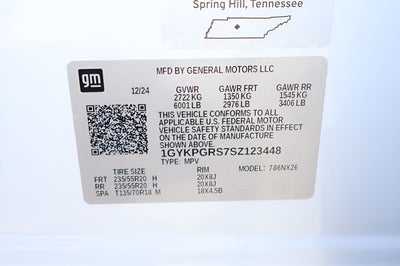 Spring Hill, Tennessee
gm
MFD BY GENERAL MOTORS LLC
12/24 GVWR GAWR FRT GAWR RR
2722 KG 1350 KG 1545 KG
6001 LB 2976 LB 3406 LB
THIS VEHICLE CONFORMS TO ALL
APPLICABLE U.S. FEDERAL MOTOR
VEHICLE SAFETY STANDARDS IN EFFECT
ON THE DATE OF MANUFACTURE
SHOWN ABOVE.
1GYKPGRS7SZ123448
TYPE: MPV MODEL: 786NX26
TIRE SIZE RIM
FRT 235/55R20 H 20X8J
RR 235/55R20 H 20X8J
SPA T135/70R18 M 18X4.5B